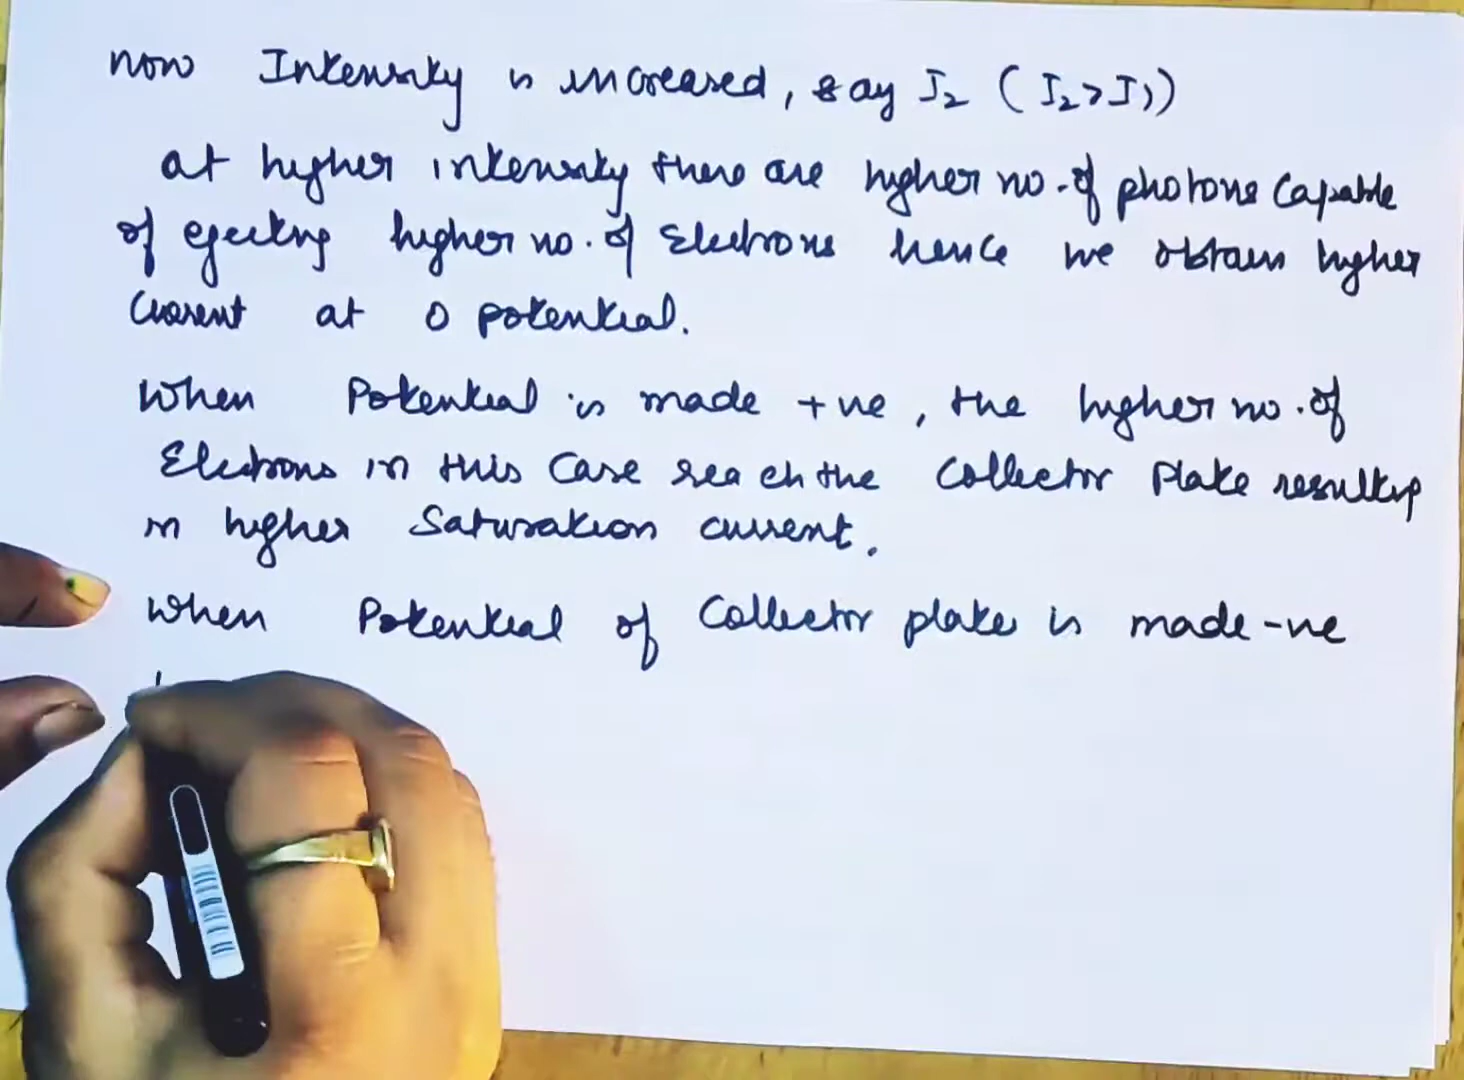 now Intensity is increased, say I2 (I2>I1)
at higher intensity there are higher no. of photons capable
of ejecting higher no. of Electrons hence we obtain higher
current at 0 potential.
When Potential is made +ve, the higher no. of
Electrons in this case reach the collector plate resulting
in higher saturation current.
when Potential of collector plate is made -ve